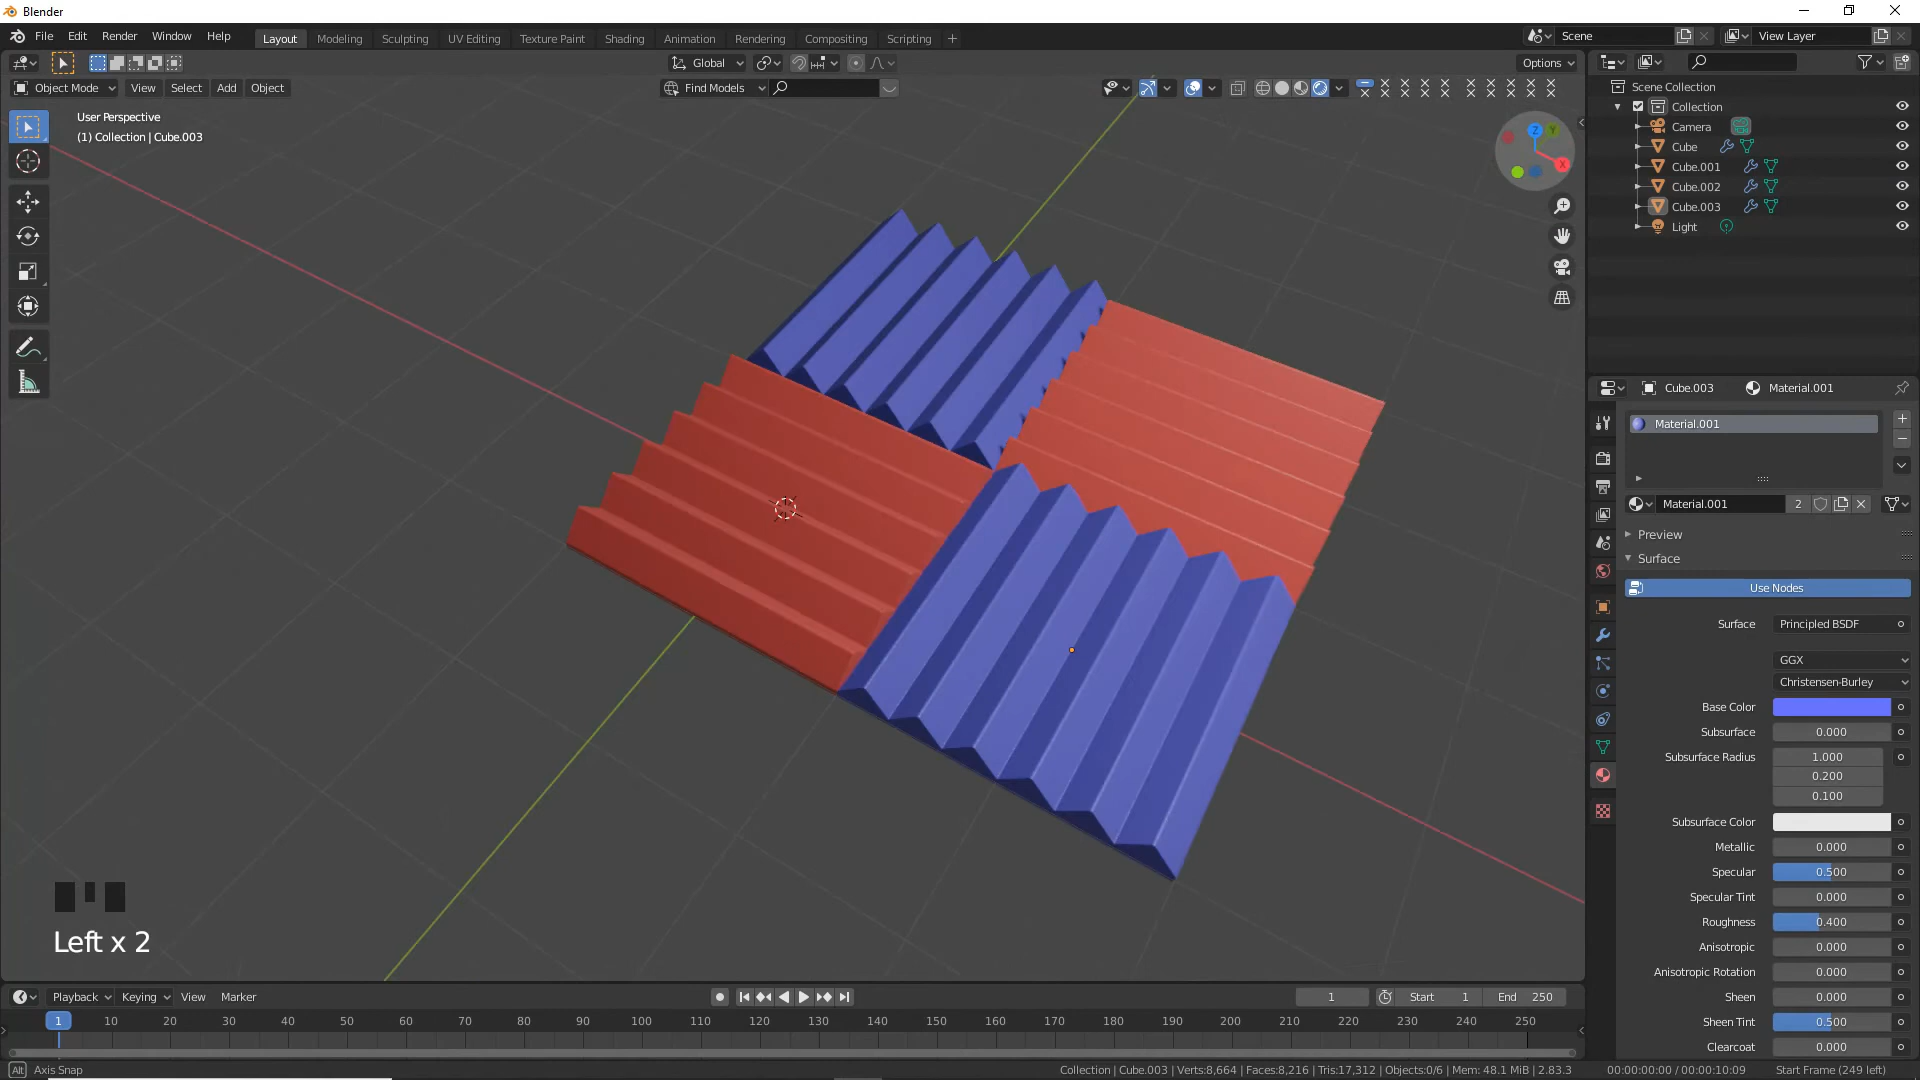 Blender
File Edit Render Window Help
Layout Modeling Sculpting UV Editing Texture Paint Shading Animation Rendering Compositing Scripting +
Scene
View Layer
Global
Options
Object Mode View Select Add Object
Find Models
User Perspective
(1) Collection | Cube.003
Z
Y
X
Scene Collection
Collection
Camera
Cube
Cube.001
Cube.002
Cube.003
Light
Cube.003
Material.001
Material.001
Material.001 2
Preview
Surface
Use Nodes
Surface Principled BSDF
GGX
Christensen-Burley
Base Color
Subsurface 0.000
Subsurface Radius 1.000
0.200
0.100
Subsurface Color
Metallic 0.000
Specular 0.500
Specular Tint 0.000
Roughness 0.400
Anisotropic 0.000
Anisotropic Rotation 0.000
Sheen 0.000
Sheen Tint 0.500
Clearcoat 0.000
Left x 2
Playback Keying View Marker
1
Start 1
End 250
1 10 20 30 40 50 60 70 80 90 100 110 120 130 140 150 160 170 180 190 200 210 220 230 240 250
Alt Axis Snap
Collection | Cube.003 | Verts:8,664 | Faces:8,216 | Tris:17,312 | Objects:0/6 | Mem: 48.1 MiB | 2.83.3
00:00:00:00 / 00:00:10:09
Start Frame (249 left)